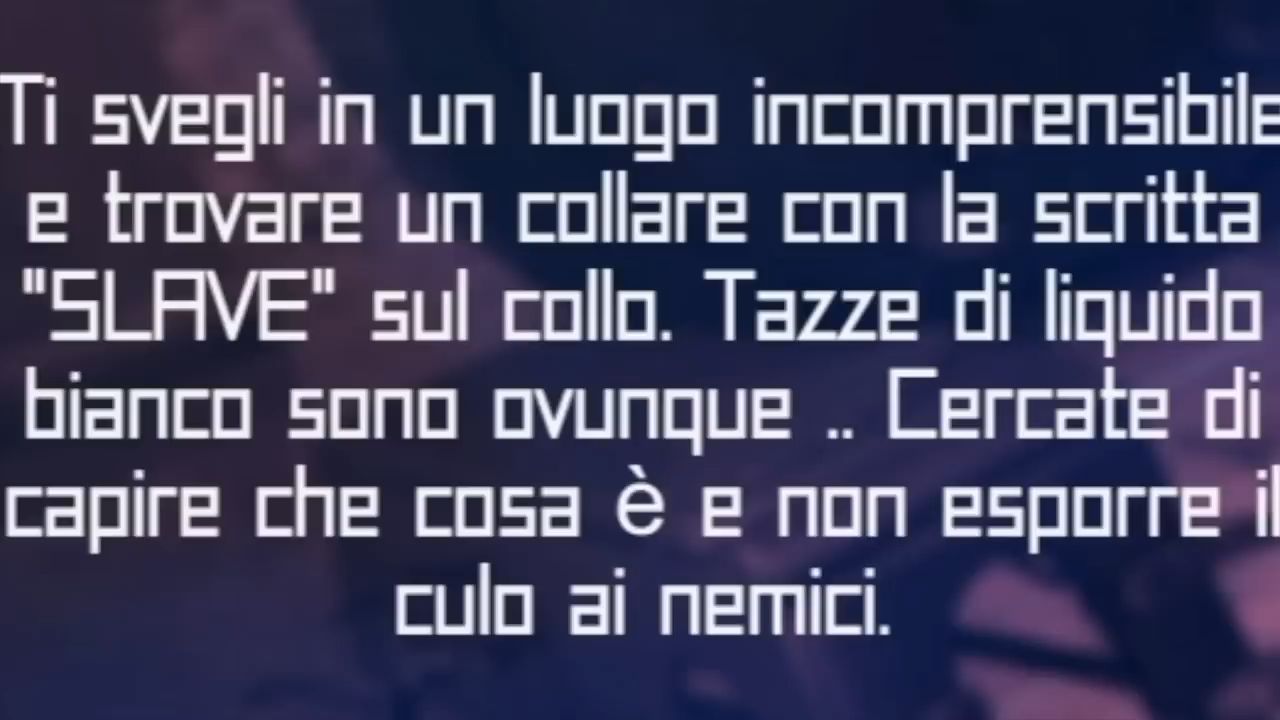 Ti svegli in un luogo incomprensibile
e trovare un collare con la scritta
"SLAVE" sul collo. Tazze di liquido
bianco sono ovunque .. Cercate di
capire che cosa è e non esporre il
culo ai nemici.